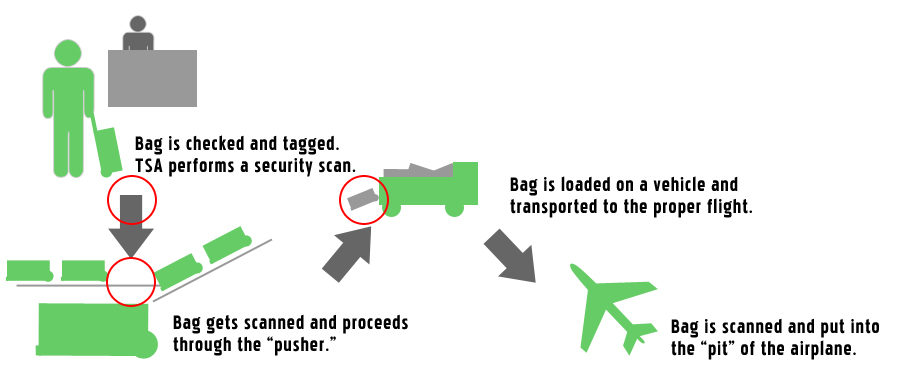 Bag is checked and tagged.
TSA performs a security scan.
Bag is loaded on a vehicle and
transported to the proper flight.
Bag gets scanned and proceeds
through the “pusher.”
Bag is scanned and put into
the “pit” of the airplane.